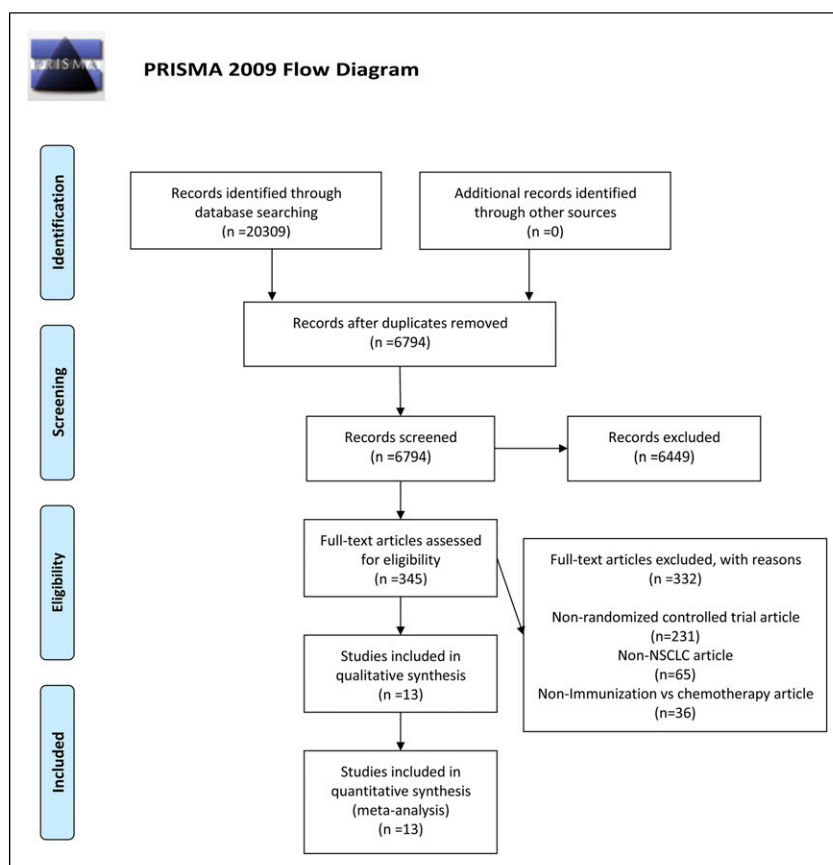 PRISMA
PRISMA 2009 Flow Diagram
Identification
Records identified through
database searching
(n =20309)
Additional records identified
through other sources
(n =0)
Records after duplicates removed
(n =6794)
Screening
Records screened
(n =6794)
Records excluded
(n =6449)
Eligibility
Full-text articles assessed
for eligibility
(n =345)
Full-text articles excluded, with reasons
(n =332)
Non-randomized controlled trial article
(n=231)
Non-NSCLC article
(n=65)
Non-Immunization vs chemotherapy article
(n=36)
Studies included in
qualitative synthesis
(n =13)
Included
Studies included in
quantitative synthesis
(meta-analysis)
(n =13)